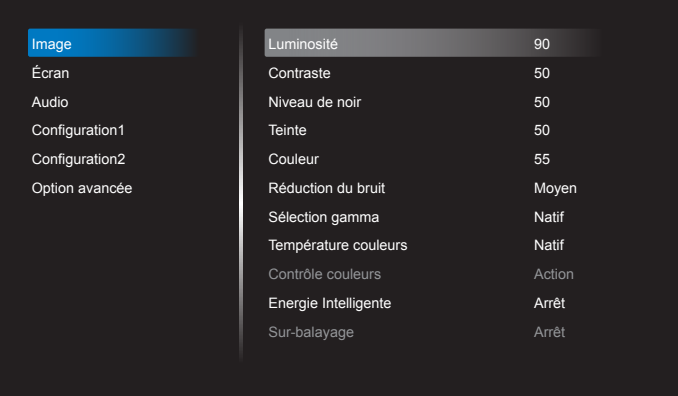 Image
Écran
Audio
Configuration1
Configuration2
Option avancée
Luminosité 90
Contraste 50
Niveau de noir 50
Teinte 50
Couleur 55
Réduction du bruit Moyen
Sélection gamma Natif
Température couleurs Natif
Contrôle couleurs Action
Energie Intelligente Arrêt
Sur-balayage Arrêt